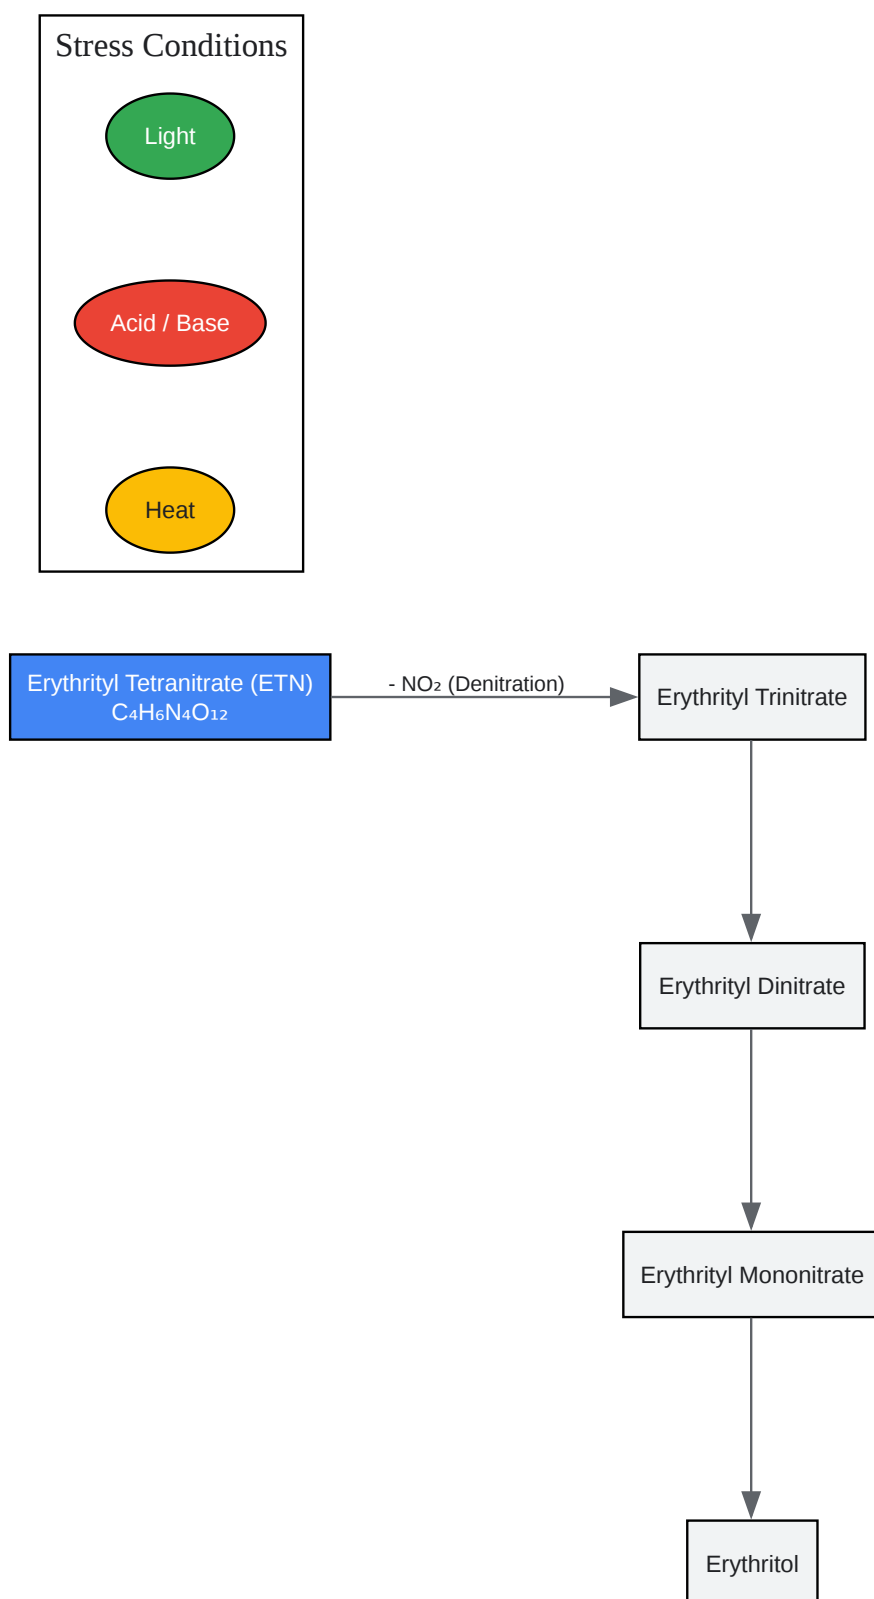 Stress Conditions
Light
Acid / Base
Heat
Erythrityl Tetranitrate (ETN)
C₄H₆N₄O₁₂
- NO₂ (Denitration)
Erythrityl Trinitrate
Erythrityl Dinitrate
Erythrityl Mononitrate
Erythritol